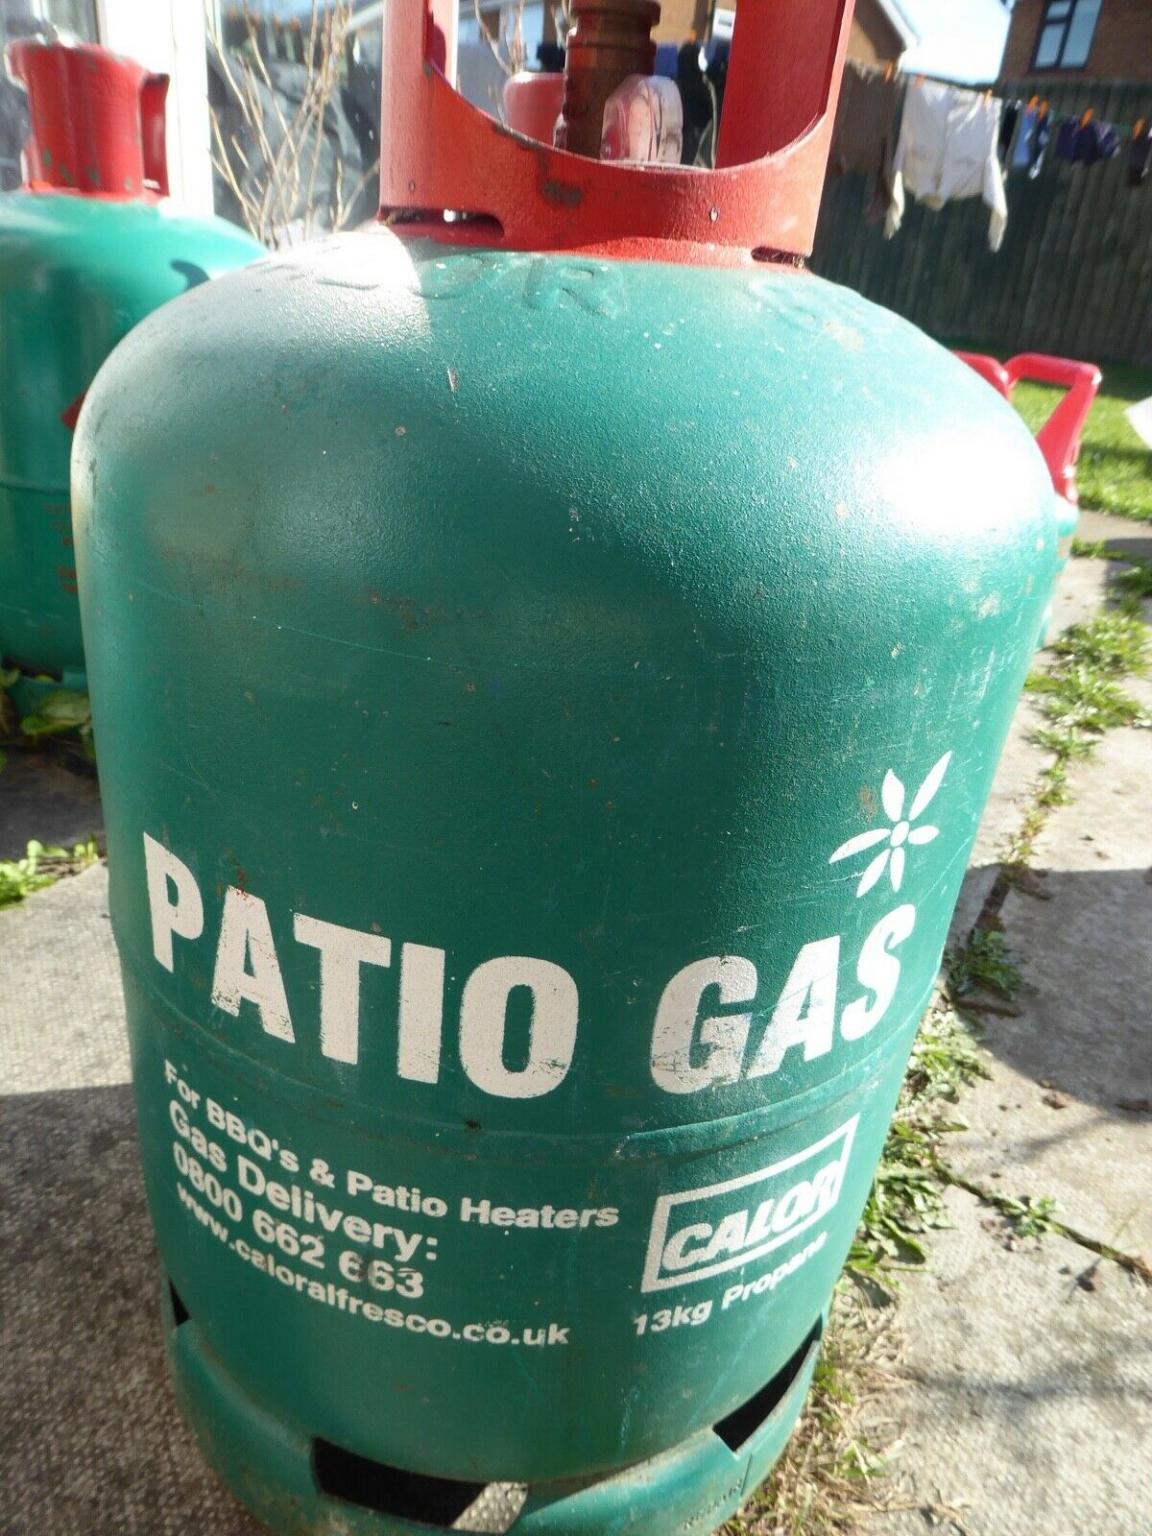 PATIO GAS
For BBQ's & Patio Heaters
Gas Delivery:
0800 662 663
www.caloralfresco.co.uk
CALOR
13kg Propane